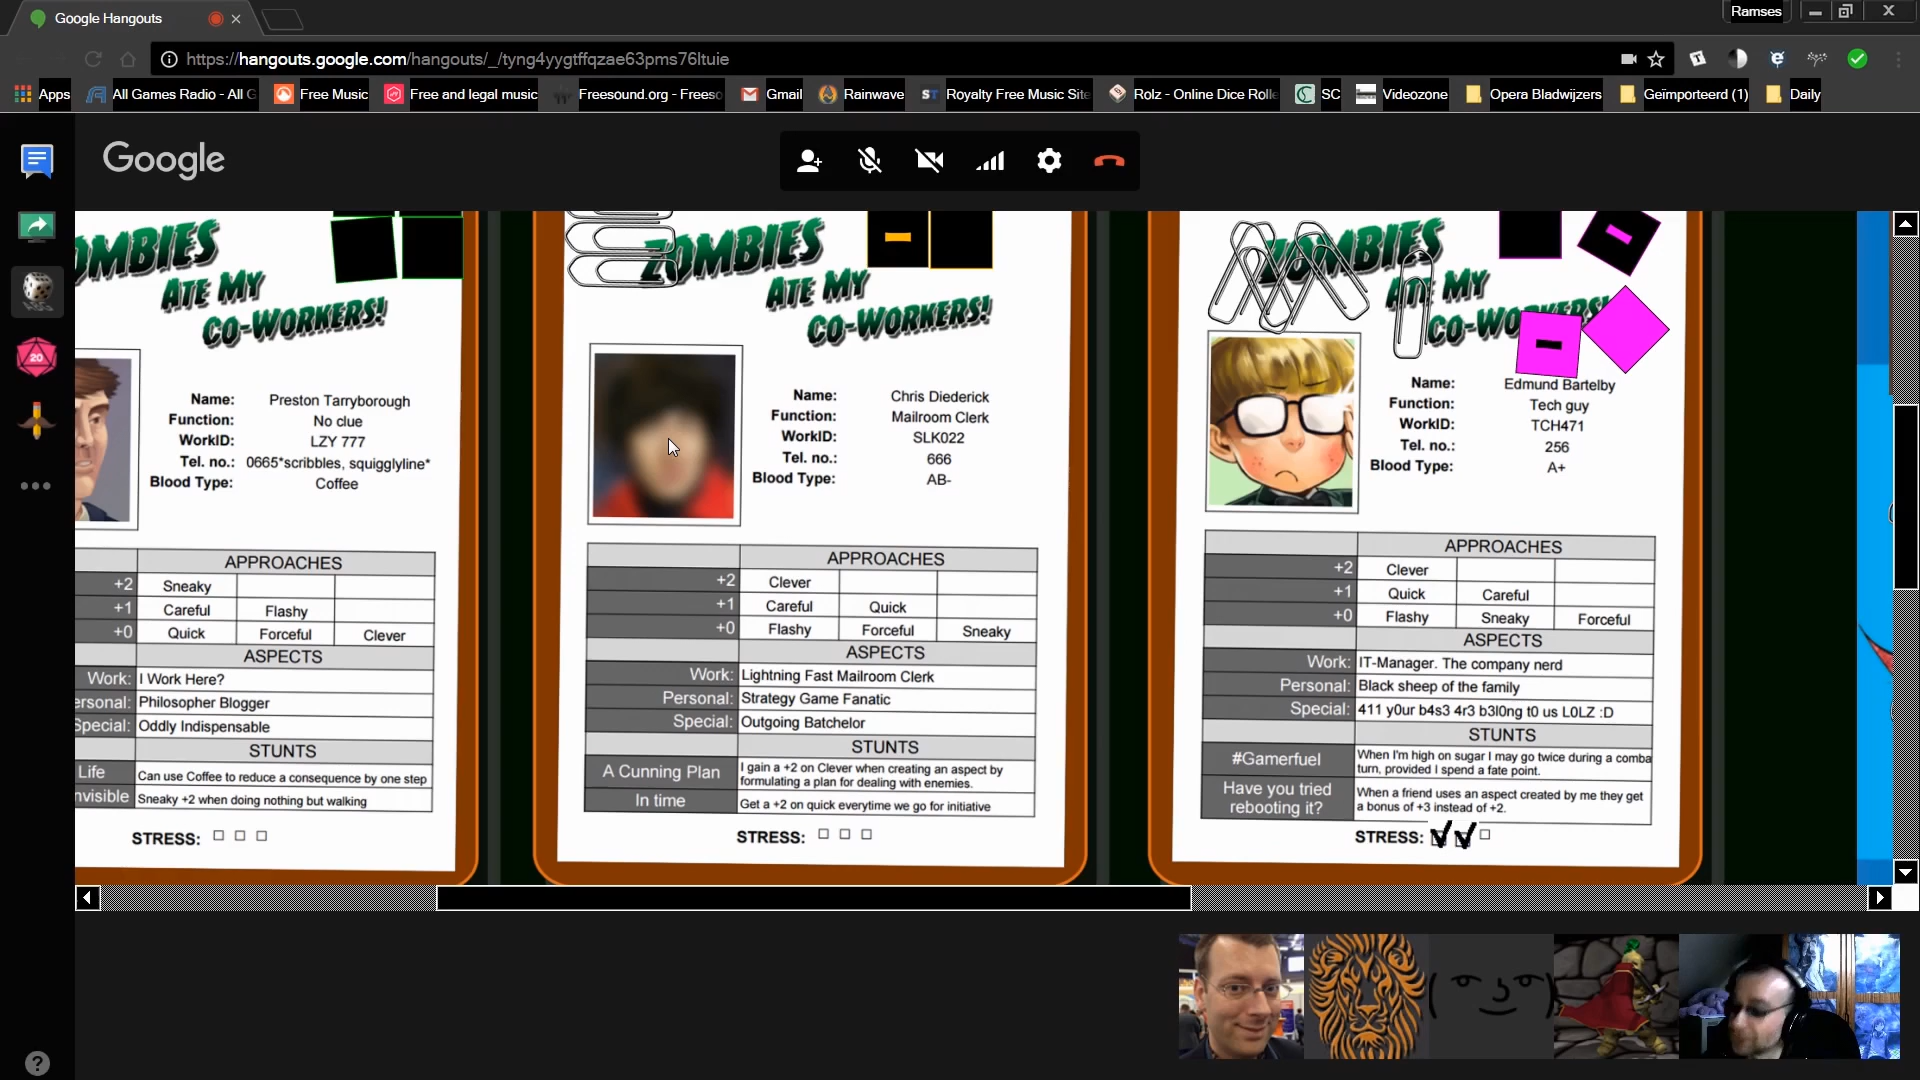 Google Hangouts
Ramses
https://hangouts.google.com/hangouts/_/tyng4yygtffqzae63pms76ltuie
Apps
All Games Radio - All G
Free Music
Free and legal music
Freesound.org - Freeso
Gmail
Rainwave
ST
Royalty Free Music Site
Rolz - Online Dice Rolle
SC
Videozone
Opera Bladwijzers
Geïmporteerd (1)
Daily
Google
20
OMBIES
ATE MY
CO-WORKERS!
Name: Preston Tarryborough
Function: No clue
WorkID: LZY 777
Tel. no.: 0665*scribbles, squigglyline*
Blood Type: Coffee
APPROACHES
+2 Sneaky
+1 Careful Flashy
+0 Quick Forceful Clever
ASPECTS
Work: I Work Here?
ersonal: Philosopher Blogger
Special: Oddly Indispensable
STUNTS
Life Can use Coffee to reduce a consequence by one step
nvisible Sneaky +2 when doing nothing but walking
STRESS:
ZOMBIES
ATE MY
CO-WORKERS!
Name: Chris Diederick
Function: Mailroom Clerk
WorkID: SLK022
Tel. no.: 666
Blood Type: AB-
APPROACHES
+2 Clever
+1 Careful Quick
+0 Flashy Forceful Sneaky
ASPECTS
Work: Lightning Fast Mailroom Clerk
Personal: Strategy Game Fanatic
Special: Outgoing Batchelor
STUNTS
A Cunning Plan I gain a +2 on Clever when creating an aspect by
formulating a plan for dealing with enemies.
In time Get a +2 on quick everytime we go for initiative
STRESS:
ZOMBIES
ATE MY
CO-WORKERS!
Name: Edmund Bartelby
Function: Tech guy
WorkID: TCH471
Tel. no.: 256
Blood Type: A+
APPROACHES
+2 Clever
+1 Quick Careful
+0 Flashy Sneaky Forceful
ASPECTS
Work: IT-Manager. The company nerd
Personal: Black sheep of the family
Special: 411 y0ur b4s3 4r3 b3l0ng t0 us L0LZ :D
STUNTS
#Gamerfuel When I'm high on sugar I may go twice during a comba
turn, provided I spend a fate point.
Have you tried When a friend uses an aspect created by me they get
rebooting it? a bonus of +3 instead of +2.
STRESS: